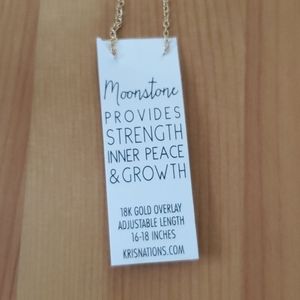 Moonstone
PROVIDES
STRENGTH
INNER PEACE
& GROWTH
18K GOLD OVERLAY
ADJUSTABLE LENGTH
16-18 INCHES
KRISNATIONS.COM